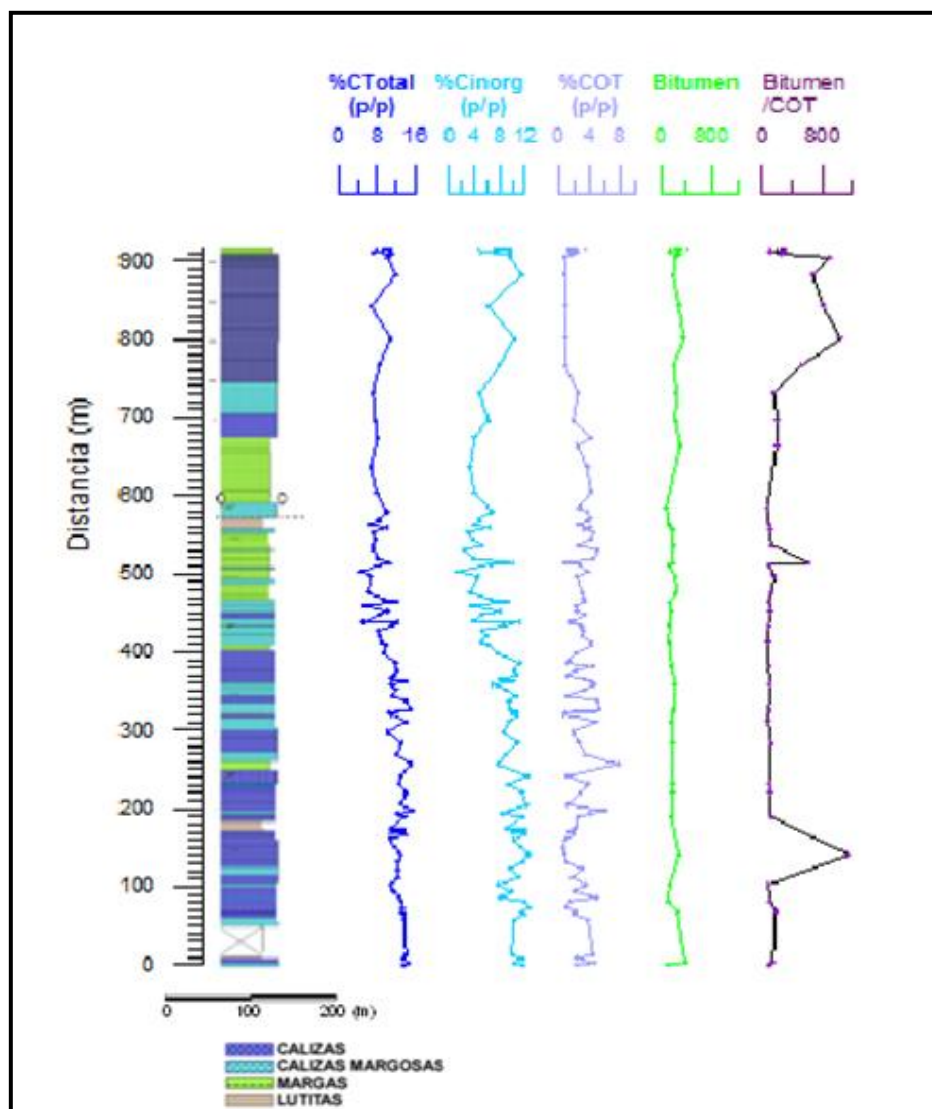 %CTotal %Cinorg %COT Bitumen Bitumen
(p/p) (p/p) (p/p) /COT
0 8 16 0 4 8 12 0 4 8 0 800 0 800
900
800
700
600
500
400
300
200
100
0
Distancia (m)
0 100 200 (m)
CALIZAS
CALIZAS MARGOSAS
MARGAS
LUTITAS